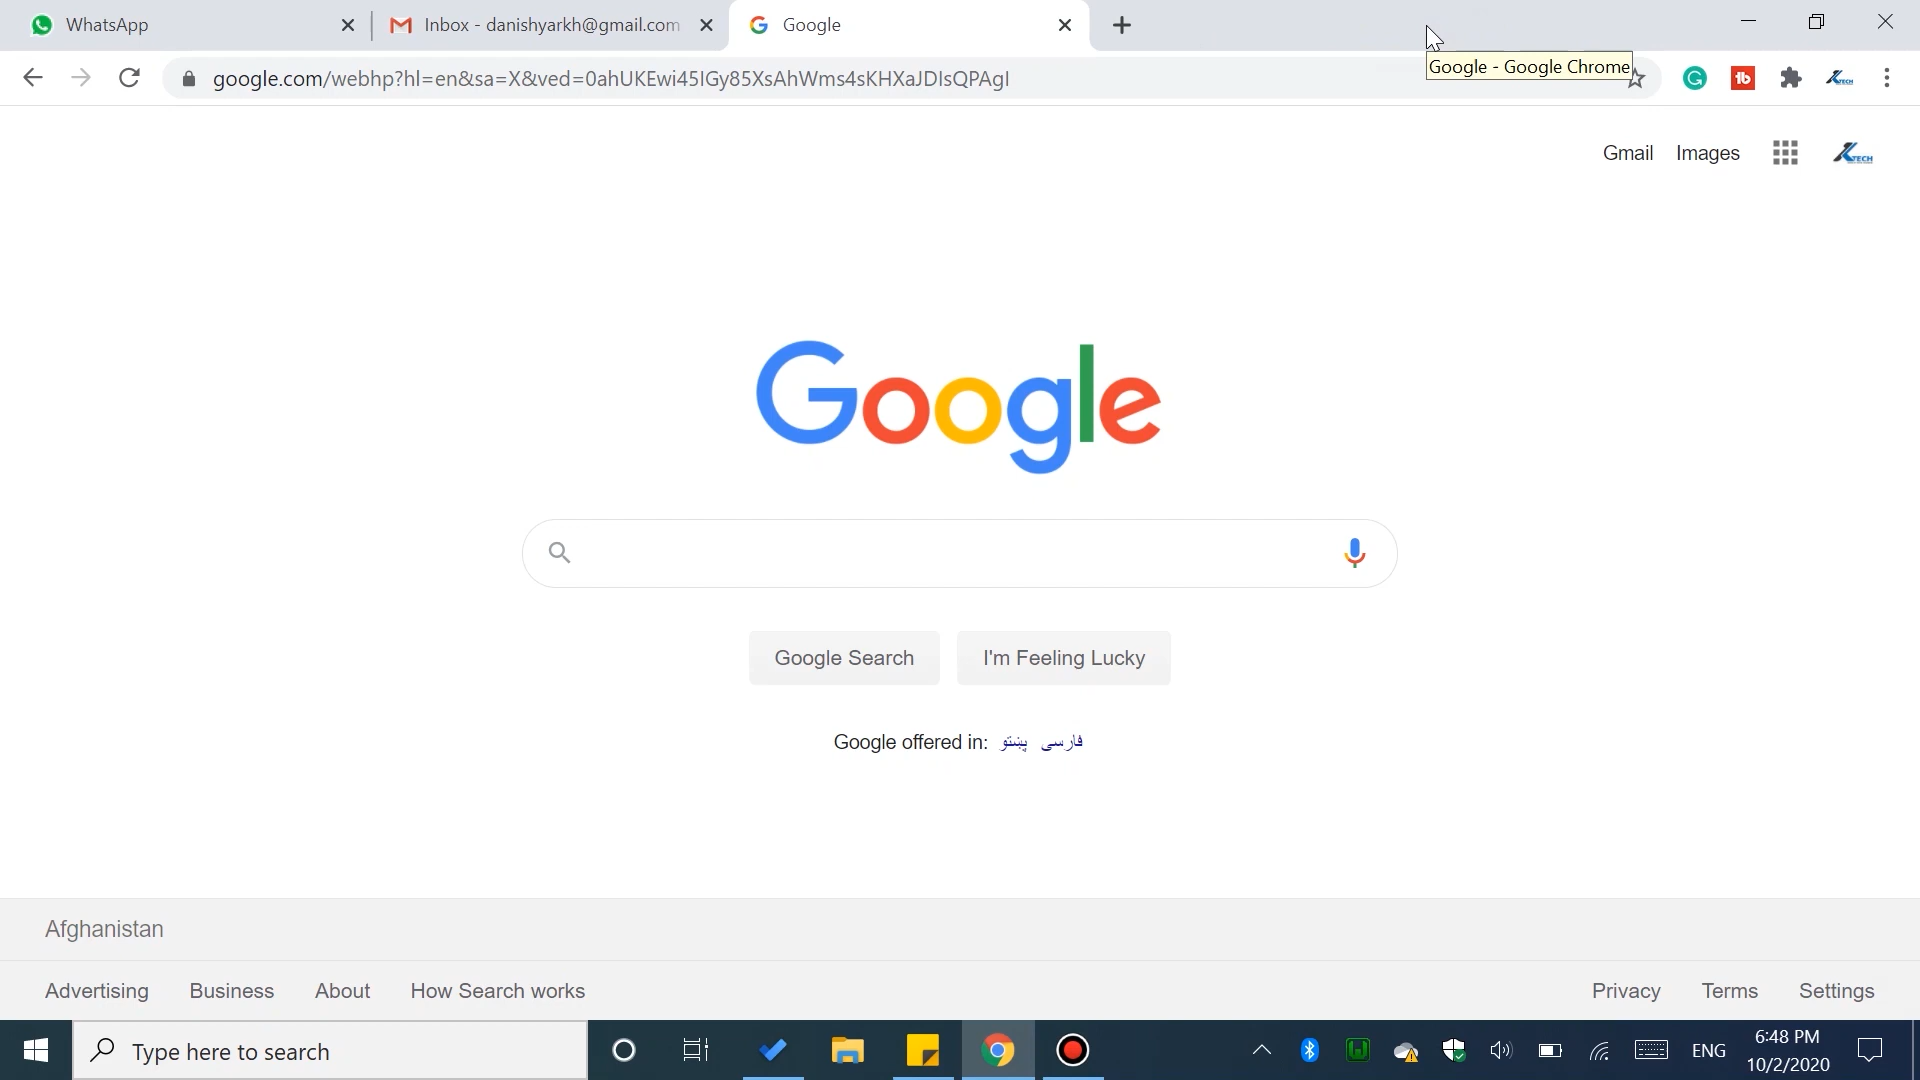 WhatsApp
Inbox - danishyarkh@gmail.com
Google
Google - Google Chrome
google.com/webhp?hl=en&sa=X&ved=0ahUKEwi45IGy85XsAhWms4sKHXaJDIsQPAgI
Gmail Images
K TECH
Google
Google Search
I'm Feeling Lucky
Google offered in: پښتو فارسی
Afghanistan
Advertising Business About How Search works
Privacy Terms Settings
Type here to search
ENG
6:48 PM
10/2/2020